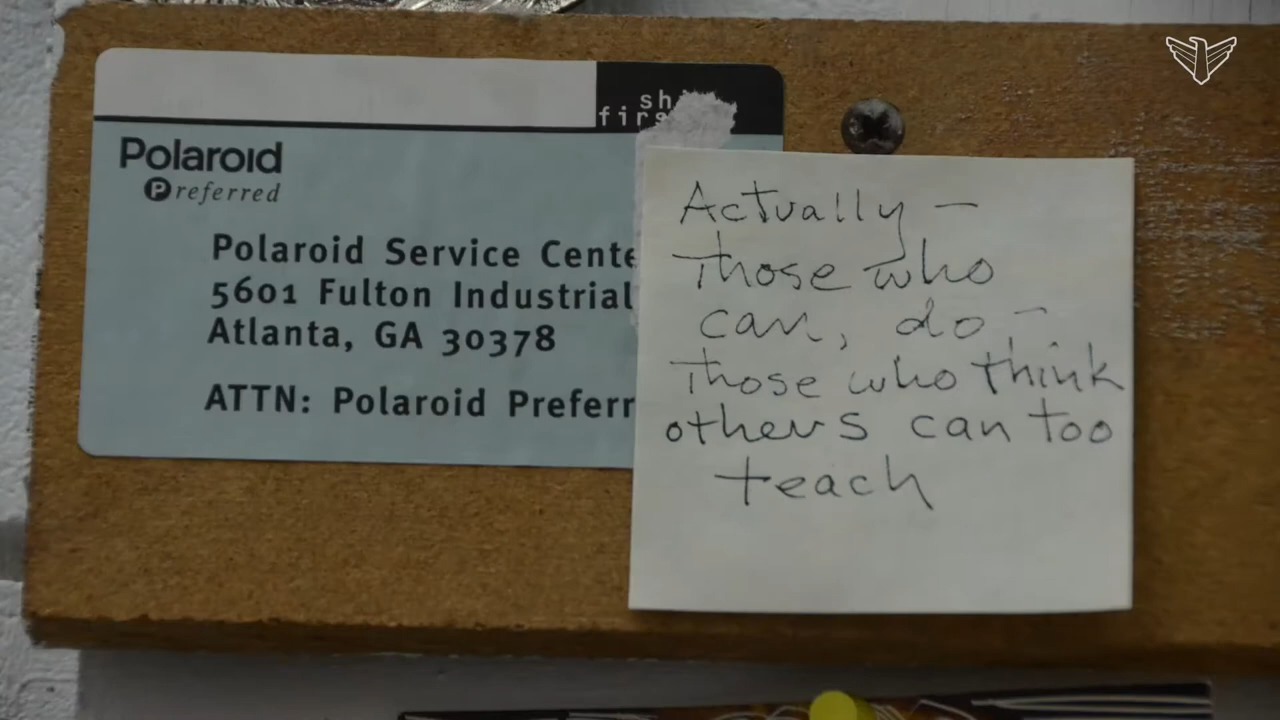 Polaroid
Preferred
Polaroid Service Cente
5601 Fulton Industrial
Atlanta, GA 30378
ATTN: Polaroid Preferr
Actually —
Those who
can, do —
Those who think
others can too
teach